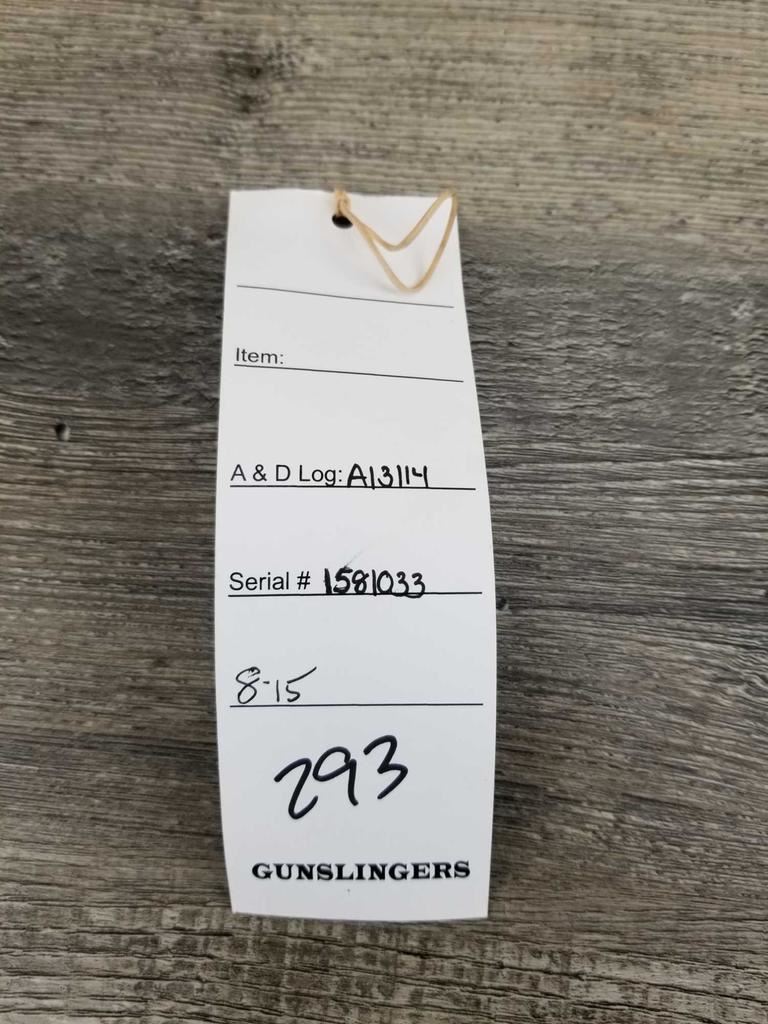 Item:
A & D Log: A13114
Serial # 1581033
8-15
293
GUNSLINGERS